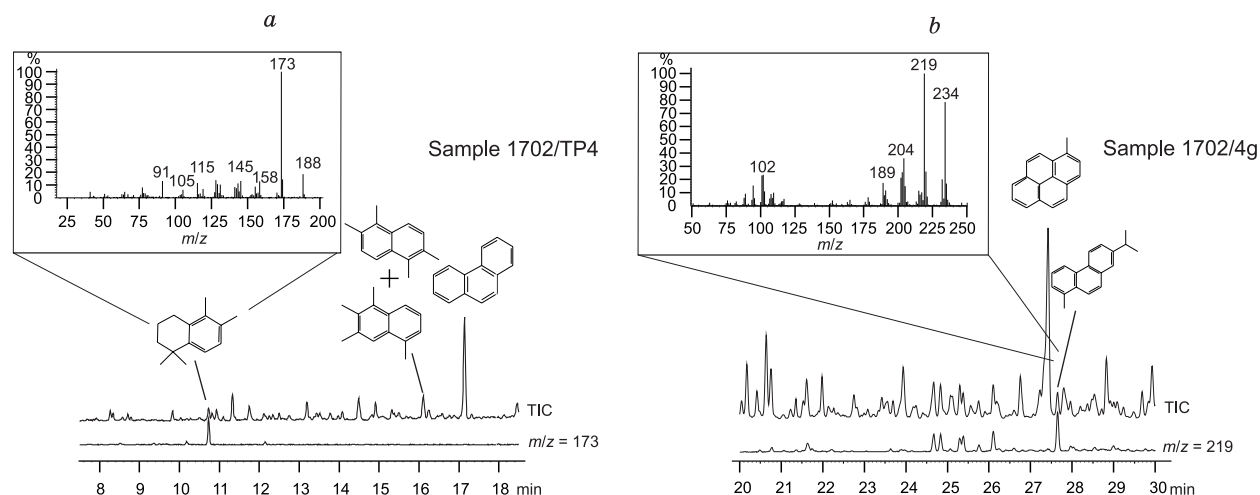 a
%
100
90
80
70
60
50
40
30
20
10
173
91
105
115
145
158
188
25 50 75 100 125 150 175 200
m/z
Sample 1702/TP4
+
TIC
m/z = 173
8 9 10 11 12 13 14 15 16 17 18 min
b
%
100
90
80
70
60
50
40
30
20
10
0
219
234
204
189
102
50 75 100 125 150 175 200 225 250
m/z
Sample 1702/4g
TIC
m/z = 219
20 21 22 23 24 25 26 27 28 29 30 min